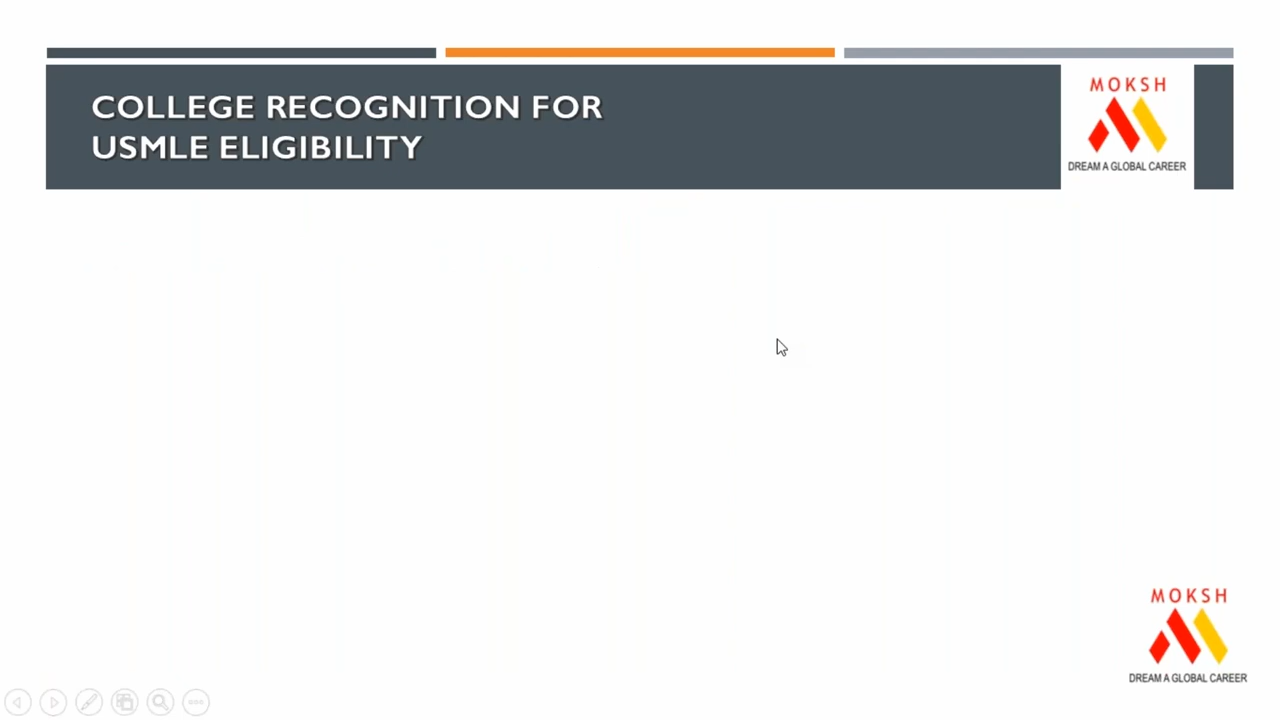 COLLEGE RECOGNITION FOR
USMLE ELIGIBILITY
MOKSH
DREAM A GLOBAL CAREER
MOKSH
DREAM A GLOBAL CAREER